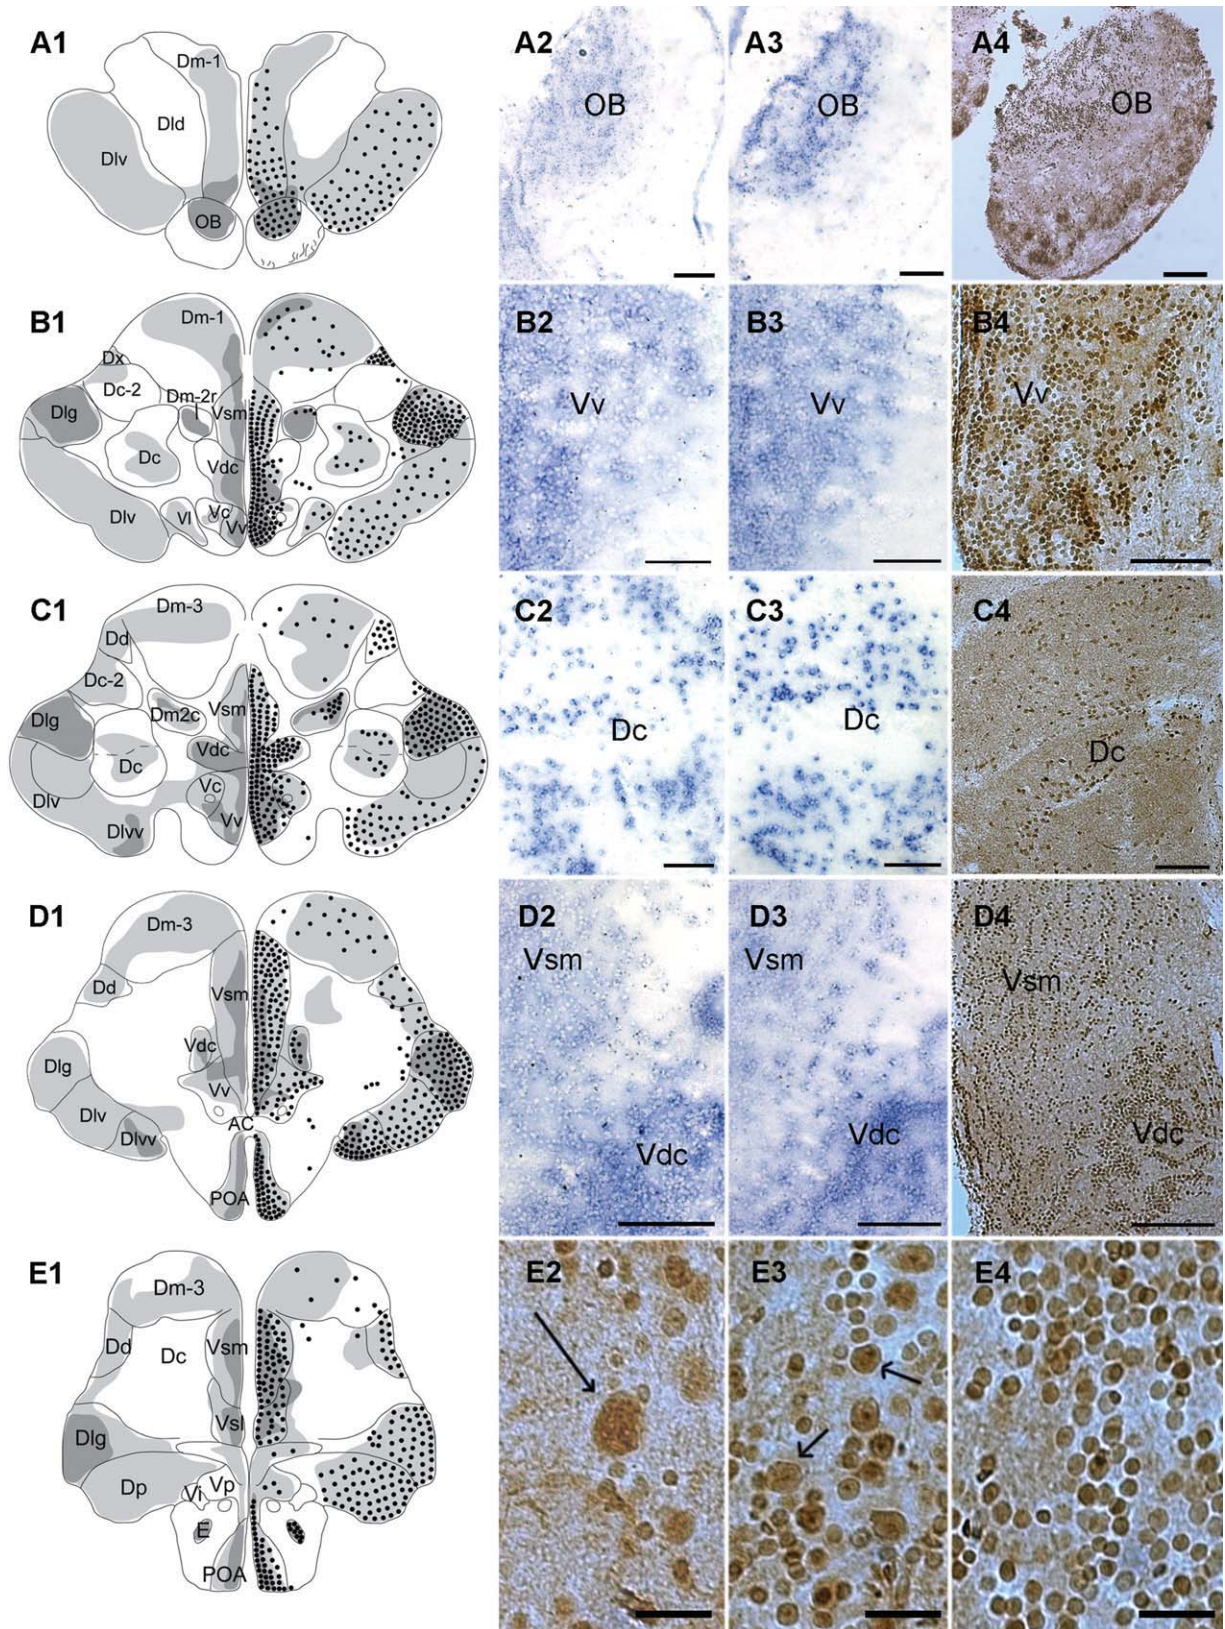 A1
Dm-1
Dld
Dlv
OB
A2
OB
A3
OB
A4
OB
B1
Dm-1
Dx
Dc-2
Dm-2r
Dlg
Vsm
Dc
Vdc
Dlv
Vl
Vc
Vv
B2
Vv
B3
Vv
B4
Vv
C1
Dm-3
Dd
Dc-2
Dlg
Dm2c
Vsm
Vdc
Dc
Vc
Dlv
Dlvv
Vv
C2
Dc
C3
Dc
C4
Dc
D1
Dm-3
Dd
Vsm
Vdc
Dlg
Vv
Dlv
AC
Dlvv
POA
D2
Vsm
Vdc
D3
Vsm
Vdc
D4
Vsm
Vdc
E1
Dm-3
Dd
Dc
Vsm
Vsl
Dlg
Dp
Vi
Vp
E
POA
E2
E3
E4